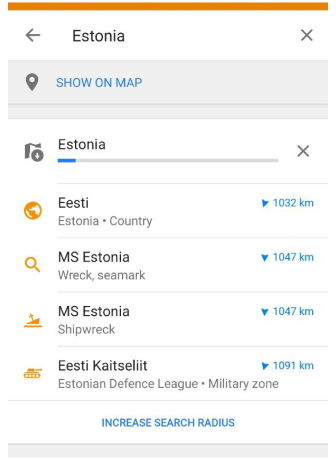 Estonia
SHOW ON MAP
Estonia
Eesti 1032 km
Estonia • Country
MS Estonia 1047 km
Wreck, seamark
MS Estonia 1047 km
Shipwreck
Eesti Kaitseliit 1091 km
Estonian Defence League • Military zone
INCREASE SEARCH RADIUS